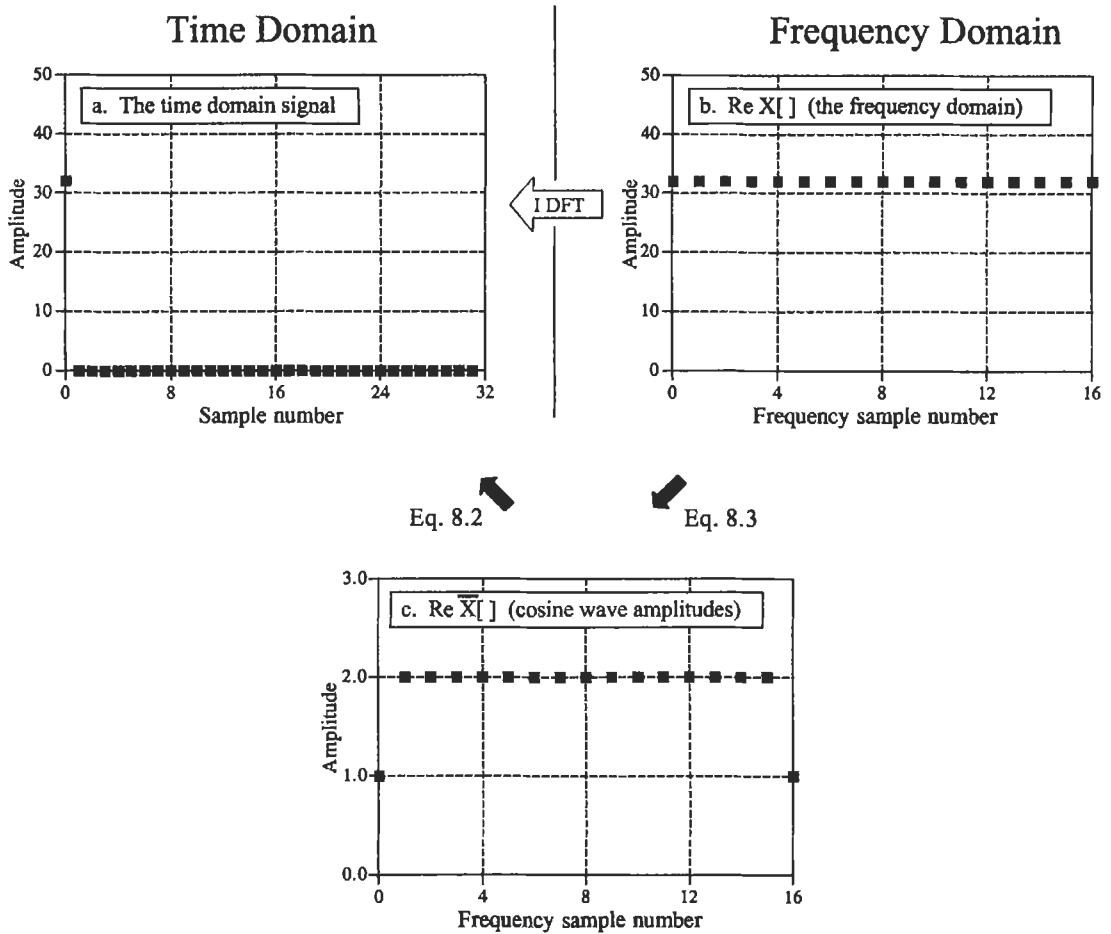 Time Domain
Frequency Domain
50
40
30
20
10
0
Amplitude
a. The time domain signal
0 8 16 24 32
Sample number
I DFT
50
40
30
20
10
0
Amplitude
b. Re X[ ] (the frequency domain)
0 4 8 12 16
Frequency sample number
Eq. 8.2
Eq. 8.3
3.0
2.0
1.0
0.0
Amplitude
c. Re X̅[ ] (cosine wave amplitudes)
0 4 8 12 16
Frequency sample number